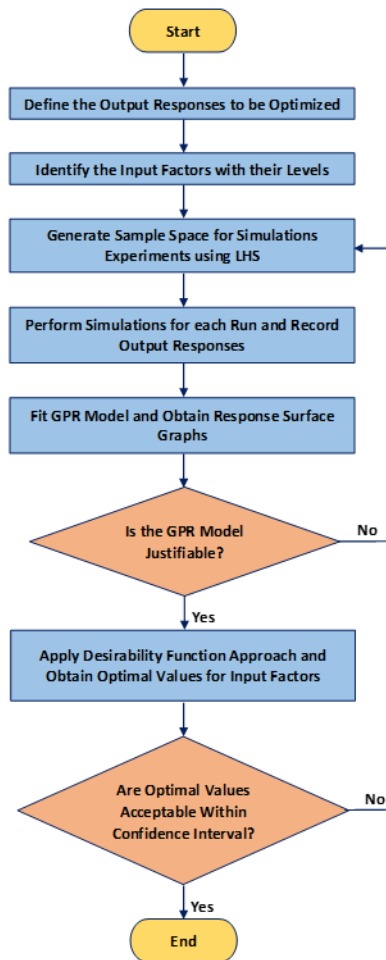 Start
Define the Output Responses to be Optimized
Identify the Input Factors with their Levels
Generate Sample Space for Simulations
Experiments using LHS
Perform Simulations for each Run and Record
Output Responses
Fit GPR Model and Obtain Response Surface
Graphs
Is the GPR Model
Justifiable?
No
Yes
Apply Desirability Function Approach and
Obtain Optimal Values for Input Factors
Are Optimal Values
Acceptable Within
Confidence Interval?
No
Yes
End